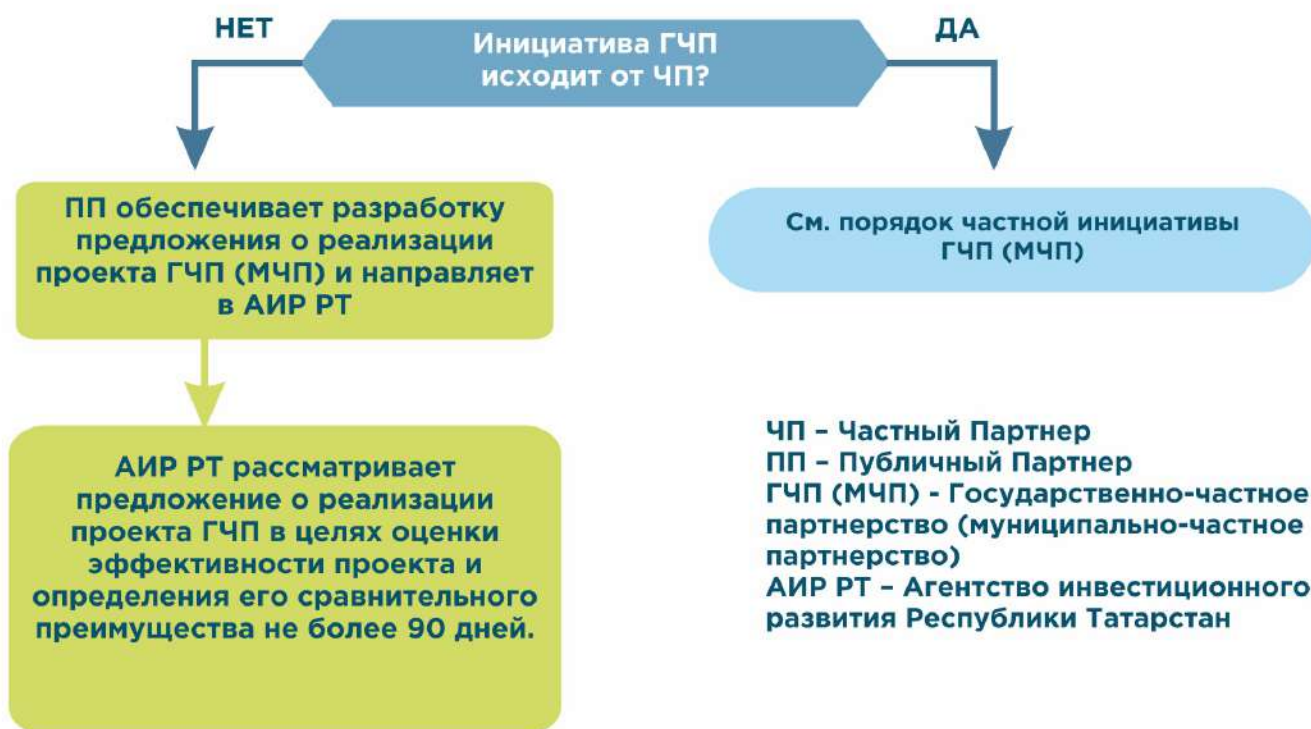 НЕТ
Инициатива ГЧП
исходит от ЧП?
ДА
ПП обеспечивает разработку
предложения о реализации
проекта ГЧП (МЧП) и направляет
в АИР РТ
См. порядок частной инициативы
ГЧП (МЧП)
АИР РТ рассматривает
предложение о реализации
проекта ГЧП в целях оценки
эффективности проекта и
определения его сравнительного
преимущества не более 90 дней.
ЧП – Частный Партнер
ПП – Публичный Партнер
ГЧП (МЧП) - Государственно-частное
партнерство (муниципально-частное
партнерство)
АИР РТ – Агентство инвестиционного
развития Республики Татарстан